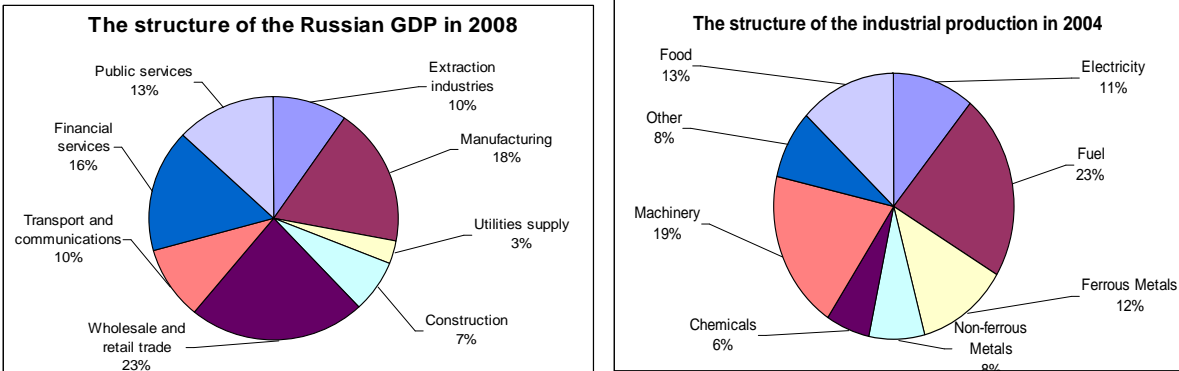 The structure of the Russian GDP in 2008
Public services
13%
Extraction
industries
10%
Financial
services
16%
Manufacturing
18%
Transport and
communications
10%
Utilities supply
3%
Wholesale and
retail trade
23%
Construction
7%
The structure of the industrial production in 2004
Food
13%
Electricity
11%
Other
8%
Fuel
23%
Machinery
19%
Ferrous Metals
12%
Chemicals
6%
Non-ferrous
Metals
8%